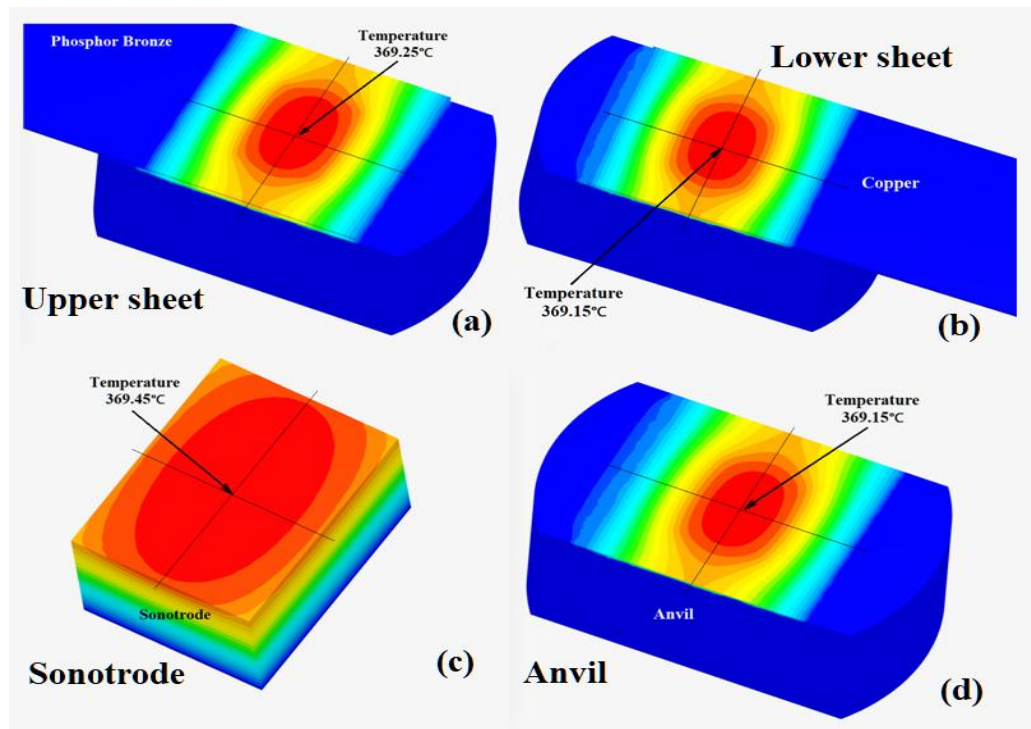 Phosphor Bronze
Temperature
369.25℃
Upper sheet
(a)
Lower sheet
Copper
Temperature
369.15℃
(b)
Temperature
369.45℃
Sonotrode
Sonotrode
(c)
Temperature
369.15℃
Anvil
Anvil
(d)